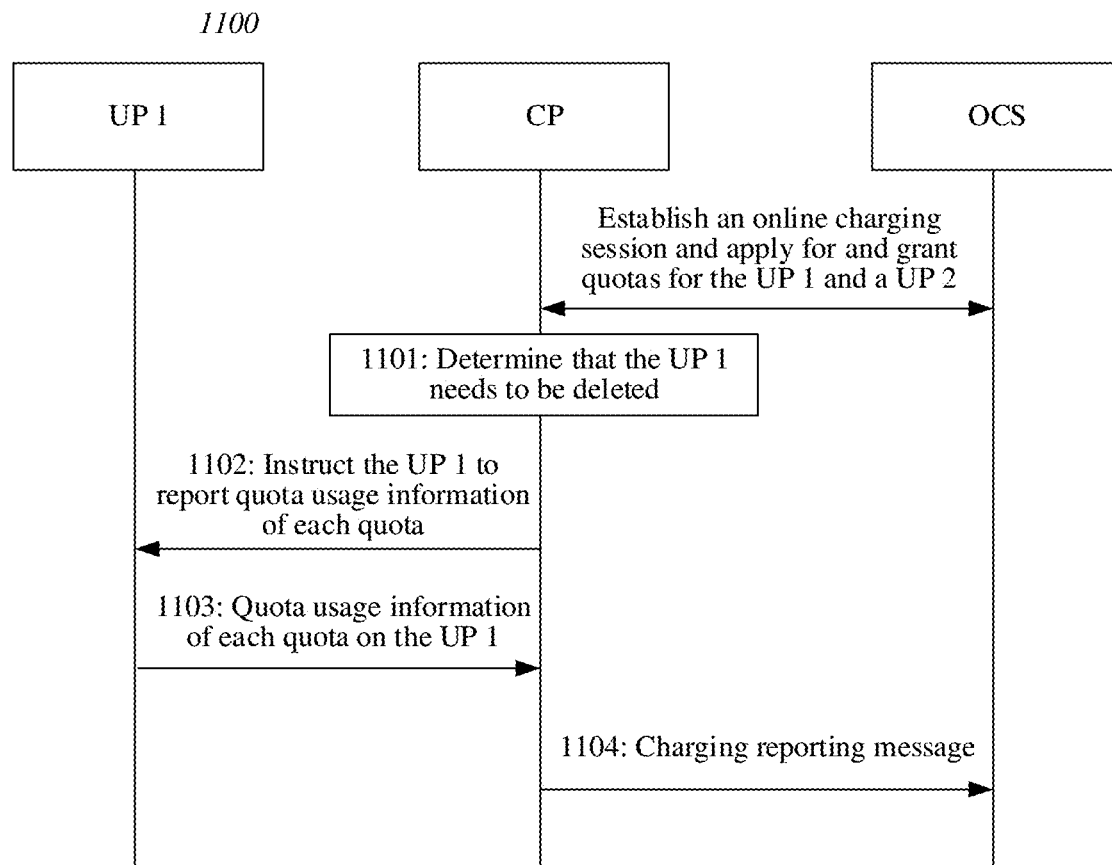 1100
UP 1
CP
OCS
Establish an online charging
session and apply for and grant
quotas for the UP 1 and a UP 2
1101: Determine that the UP 1
needs to be deleted
1102: Instruct the UP 1 to
report quota usage information
of each quota
1103: Quota usage information
of each quota on the UP 1
1104: Charging reporting message